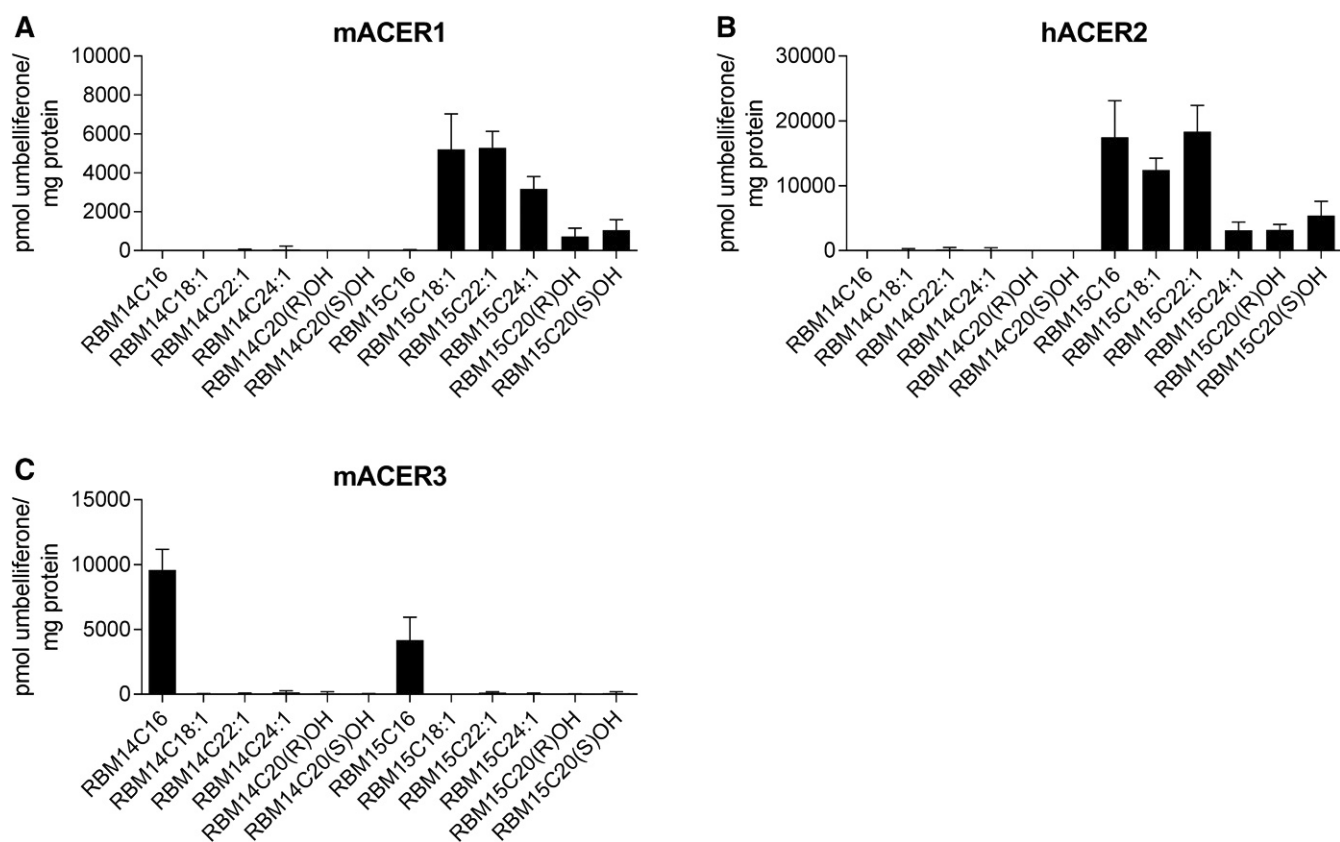 A
mACER1
pmol umbelliferone/
mg protein
10000
8000
6000
4000
2000
0
RBM14C16
RBM14C18:1
RBM14C22:1
RBM14C24:1
RBM14C20(R)OH
RBM14C20(S)OH
RBM15C16
RBM15C18:1
RBM15C22:1
RBM15C24:1
RBM15C20(R)OH
RBM15C20(S)OH
B
hACER2
pmol umbelliferone/
mg protein
30000
20000
10000
0
RBM14C16
RBM14C18:1
RBM14C22:1
RBM14C24:1
RBM14C20(R)OH
RBM14C20(S)OH
RBM15C16
RBM15C18:1
RBM15C22:1
RBM15C24:1
RBM15C20(R)OH
RBM15C20(S)OH
C
mACER3
pmol umbelliferone/
mg protein
15000
10000
5000
0
RBM14C16
RBM14C18:1
RBM14C22:1
RBM14C24:1
RBM14C20(R)OH
RBM14C20(S)OH
RBM15C16
RBM15C18:1
RBM15C22:1
RBM15C24:1
RBM15C20(R)OH
RBM15C20(S)OH